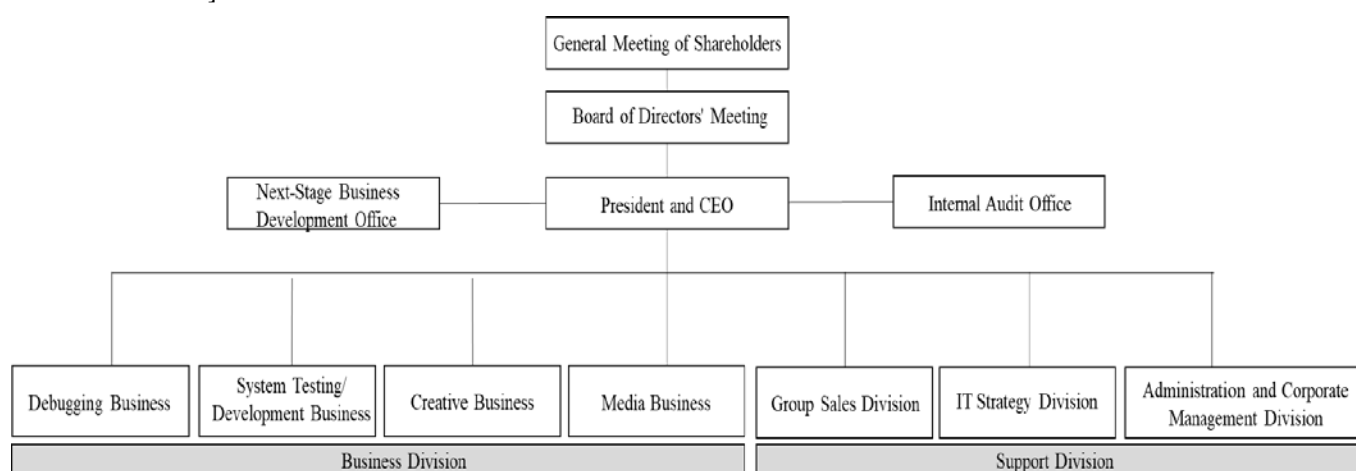 ]
General Meeting of Shareholders
Board of Directors' Meeting
Next-Stage Business
Development Office
President and CEO
Internal Audit Office
Debugging Business
System Testing/
Development Business
Creative Business
Media Business
Group Sales Division
IT Strategy Division
Administration and Corporate
Management Division
Business Division
Support Division